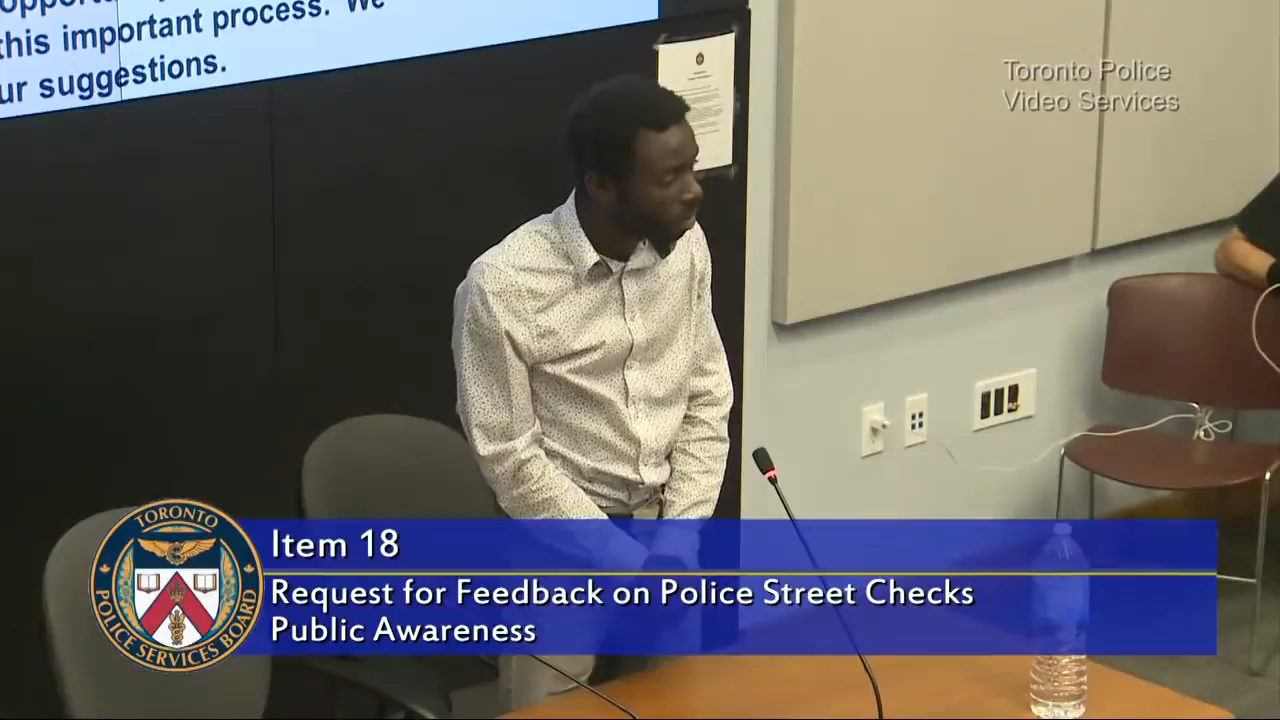 this important process. We
ur suggestions.
Toronto Police
Video Services
TORONTO
POLICE SERVICES BOARD
Item 18
Request for Feedback on Police Street Checks
Public Awareness